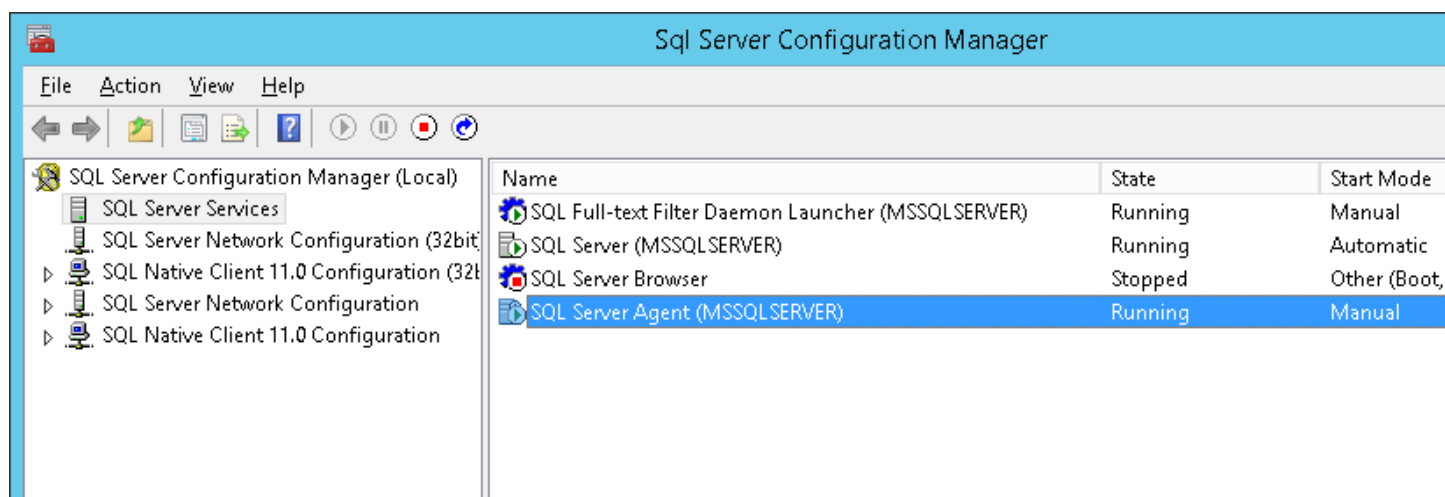 Sql Server Configuration Manager
File Action View Help
SQL Server Configuration Manager (Local)
SQL Server Services
SQL Server Network Configuration (32bit
SQL Native Client 11.0 Configuration (32b
SQL Server Network Configuration
SQL Native Client 11.0 Configuration
Name State Start Mode
SQL Full-text Filter Daemon Launcher (MSSQLSERVER) Running Manual
SQL Server (MSSQLSERVER) Running Automatic
SQL Server Browser Stopped Other (Boot,
SQL Server Agent (MSSQLSERVER) Running Manual